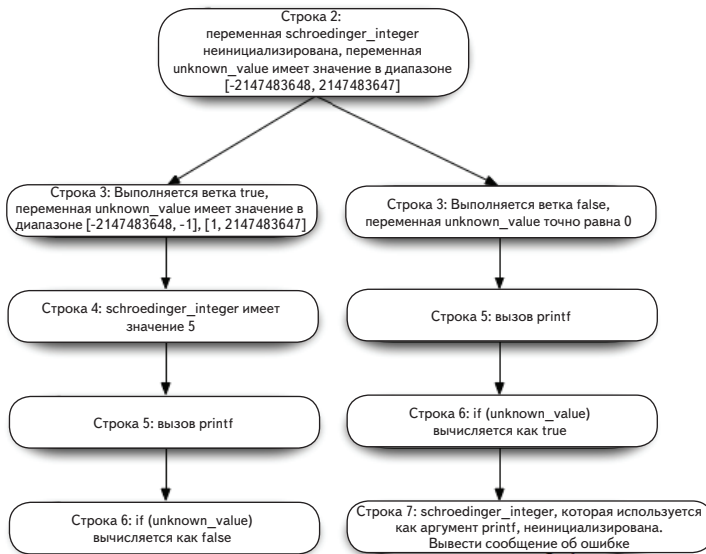 Строка 2:
переменная schroedinger_integer
неинициализирована, переменная
unknown_value имеет значение в диапазоне
[-2147483648, 2147483647]
Строка 3: Выполняется ветка true,
переменная unknown_value имеет значение в
диапазоне [-2147483648, -1], [1, 2147483647]
Строка 3: Выполняется ветка false,
переменная unknown_value точно равна 0
Строка 4: schroedinger_integer имеет
значение 5
Строка 5: вызов printf
Строка 5: вызов printf
Строка 6: if (unknown_value)
вычисляется как true
Строка 6: if (unknown_value)
вычисляется как false
Строка 7: schroedinger_integer, которая используется
как аргумент printf, неинициализирована.
Вывести сообщение об ошибке